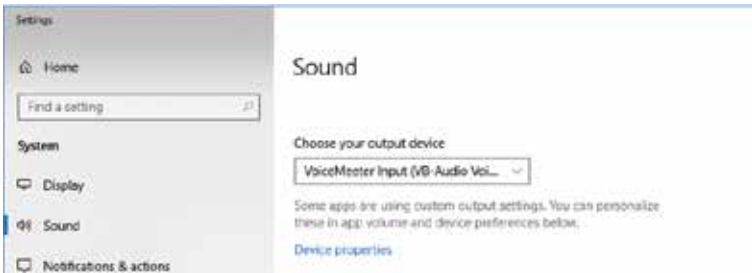 Settings
Home
Find a setting
System
Display
Sound
Notifications & actions
Sound
Choose your output device
VoiceMeeter Input (VB-Audio Voi...
Some apps are using custom output settings. You can personalize
these in app volume and device preferences below.
Device properties